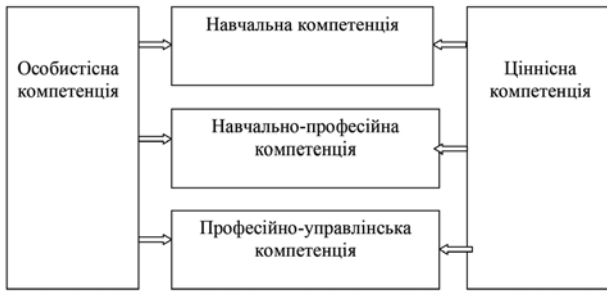 Особистісна
компетенція
Навчальна компетенція
Навчально-професійна
компетенція
Професійно-управлінська
компетенція
Ціннісна
компетенція